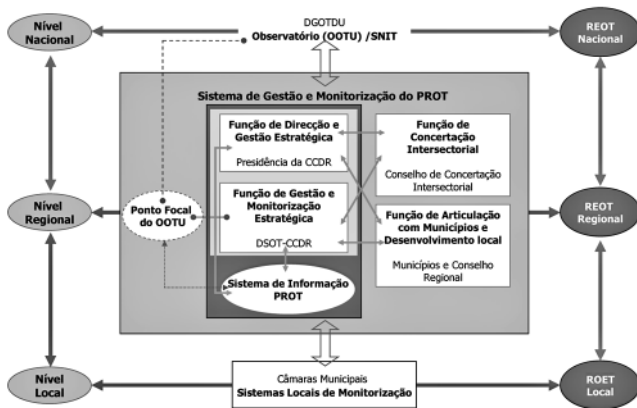 Nível
Nacional
DGOTDU
Observatório (OOTU) /SNIT
REOT
Nacional
Sistema de Gestão e Monitorização do PROT
Função de Direcção e
Gestão Estratégica
Presidência da CCDR
Função de
Concertação
Intersectorial
Conselho de Concertação
Intersectorial
Nível
Regional
Ponto Focal
do OOTU
Função de Gestão e
Monitorização
Estratégica
DSOT-CCDR
Função de Articulação
com Municípios e
Desenvolvimento local
Municípios e Conselho
Regional
REOT
Regional
Sistema de Informação
PROT
Nível
Local
Câmaras Municipais
Sistemas Locais de Monitorização
ROET
Local